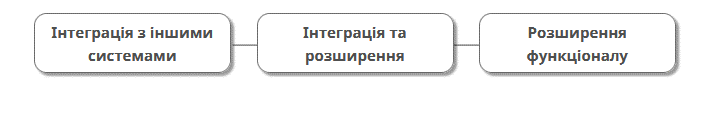 Інтеграція з іншими
системами
Інтеграція та
розширення
Розширення
функціоналу